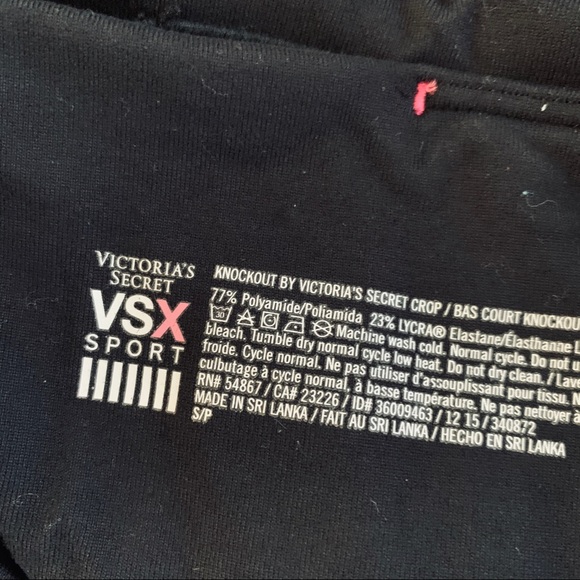 VICTORIA'S
SECRET
VSX
SPORT
KNOCKOUT BY VICTORIA'S SECRET CROP / BAS COURT KNOCKOU
77% Polyamide/Poliamida 23% LYCRA® Elastane/Élasthanne L
30 Machine wash cold. Normal cycle. Do not u
bleach. Tumble dry normal cycle low heat. Do not dry clean. / Lav
froide. Cycle normal. Ne pas utiliser d'assouplissant pour tissu. N
culbutage à cycle normal, à basse température. Ne pas nettoyer à
RN# 54867 / CA# 23226 / ID# 36009463 / 12 15 / 340872
MADE IN SRI LANKA / FAIT AU SRI LANKA / HECHO EN SRI LANKA
S/P